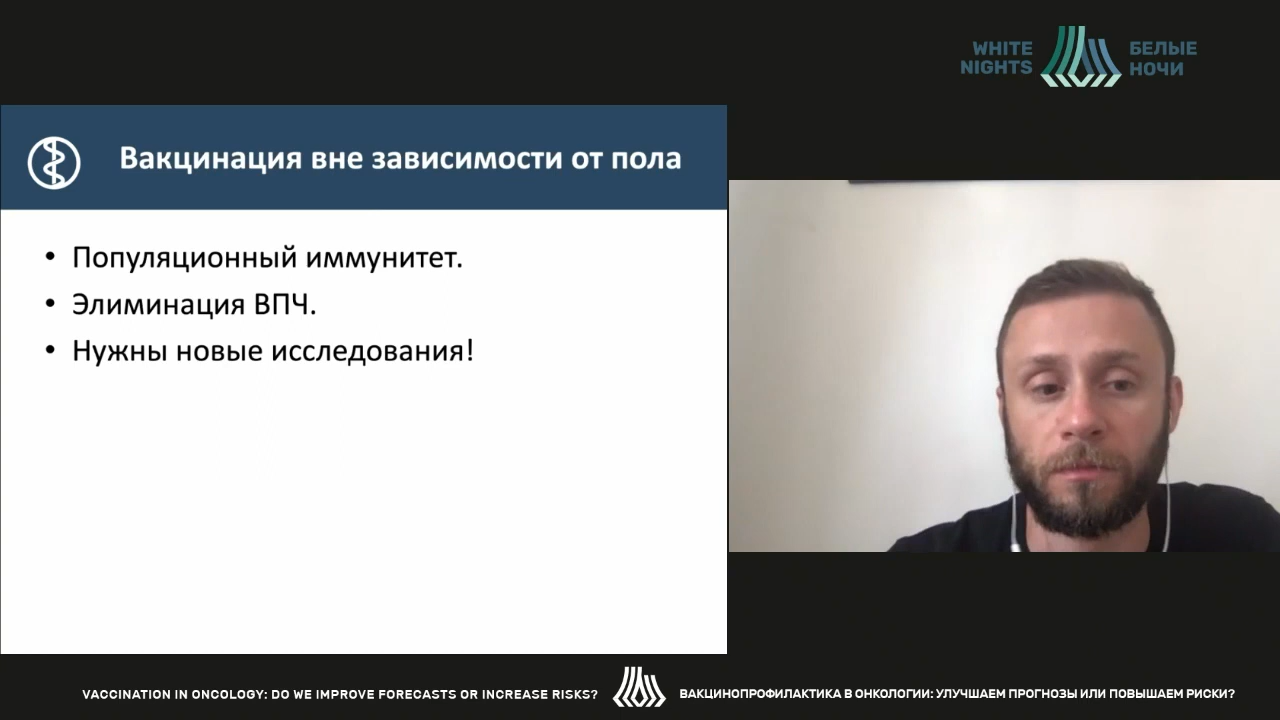 WHITE
NIGHTS
БЕЛЫЕ
НОЧИ
Вакцинация вне зависимости от пола
• Популяционный иммунитет.
• Элиминация ВПЧ.
• Нужны новые исследования!
VACCINATION IN ONCOLOGY: DO WE IMPROVE FORECASTS OR INCREASE RISKS?
ВАКЦИНОПРОФИЛАКТИКА В ОНКОЛОГИИ: УЛУЧШАЕМ ПРОГНОЗЫ ИЛИ ПОВЫШАЕМ РИСКИ?